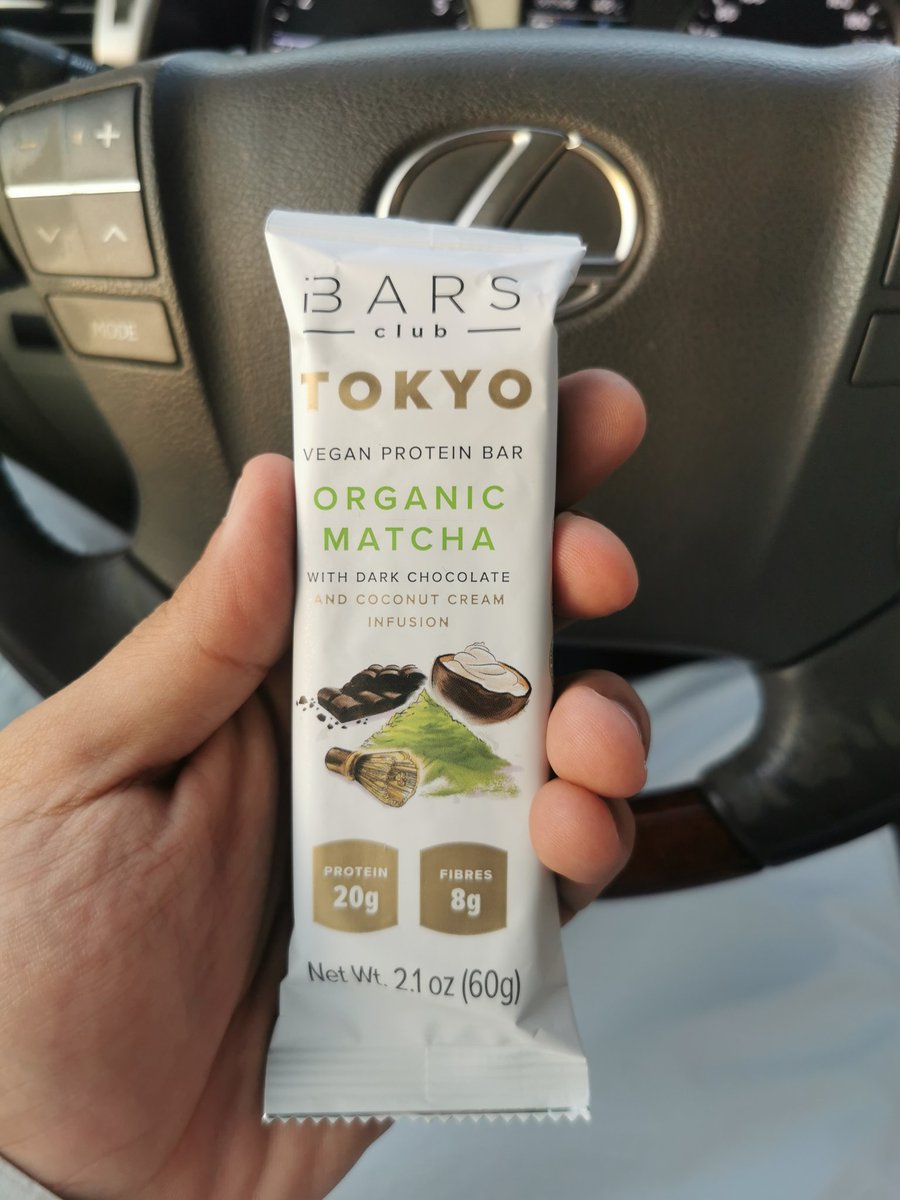 iBARS
club
TOKYO
VEGAN PROTEIN BAR
ORGANIC
MATCHA
WITH DARK CHOCOLATE
AND COCONUT CREAM
INFUSION
PROTEIN
20g
FIBRES
8g
Net Wt. 2.1 oz (60g)
MODE